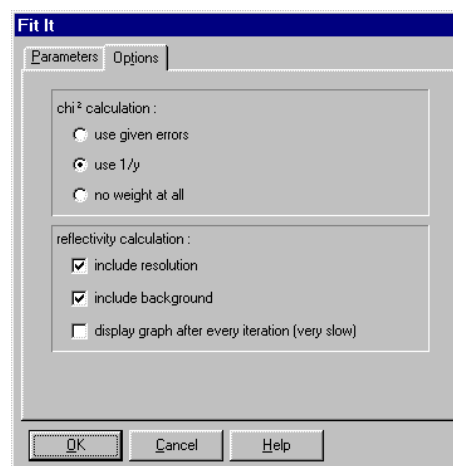 Fit It
Parameters Options
chi² calculation :
use given errors
use 1/y
no weight at all
reflectivity calculation :
include resolution
include background
display graph after every iteration (very slow)
OK Cancel Help